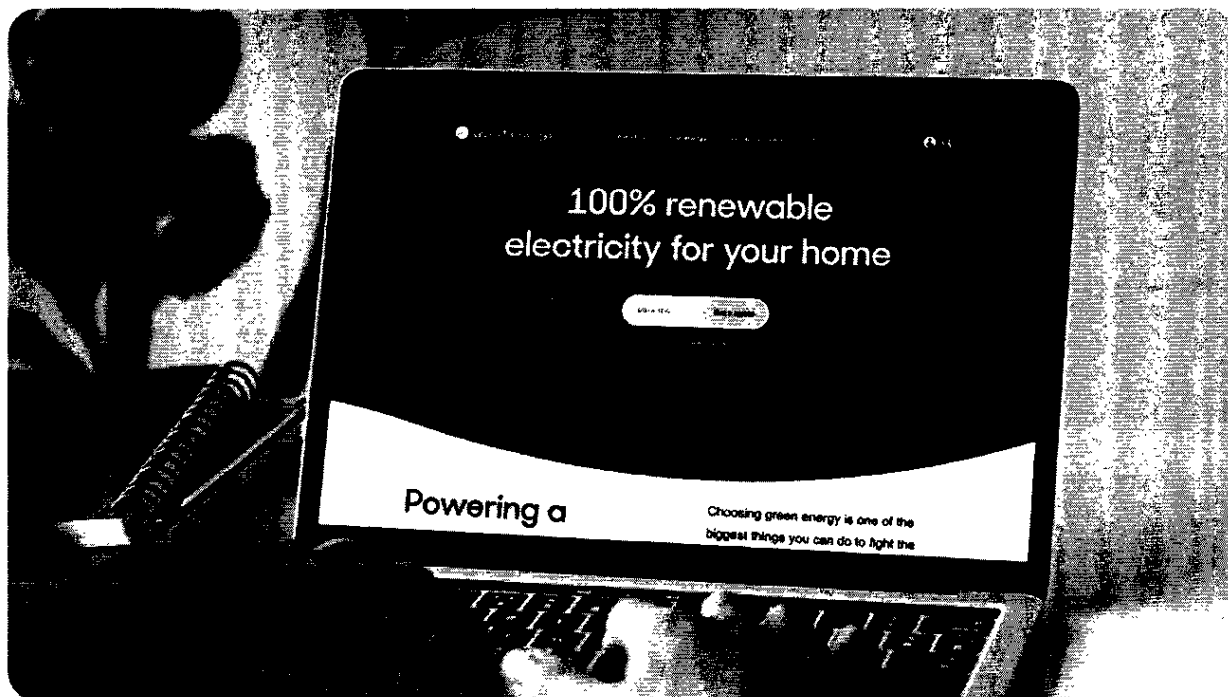 100% renewable
electricity for your home
Powering a
Choosing green energy is one of the
biggest things you can do to fight the